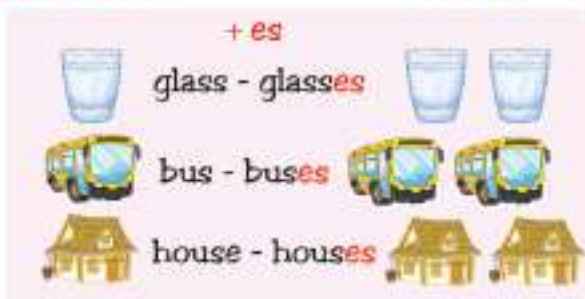 + es
glass - glasses
bus - buses
house - houses